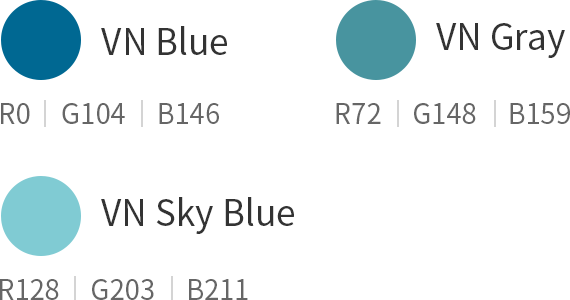 VN Blue
R0 | G104 | B146
VN Gray
R72 | G148 | B159
VN Sky Blue
R128 | G203 | B211